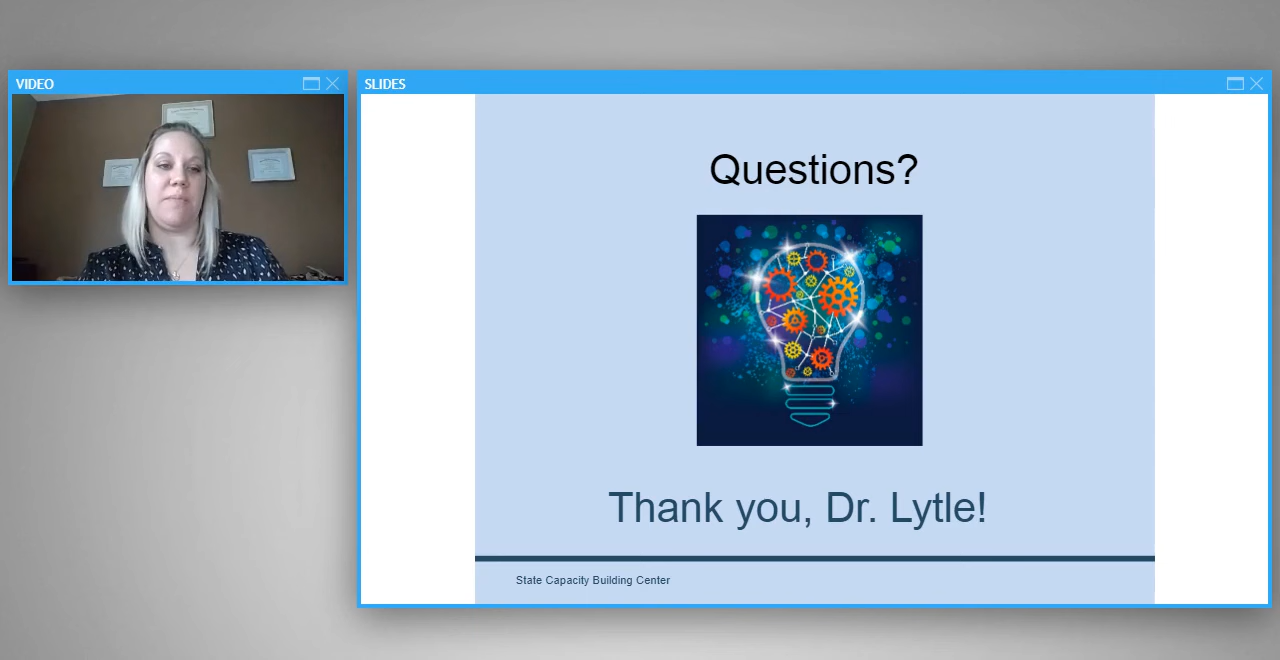 VIDEO
SLIDES
Questions?
Thank you, Dr. Lytle!
State Capacity Building Center